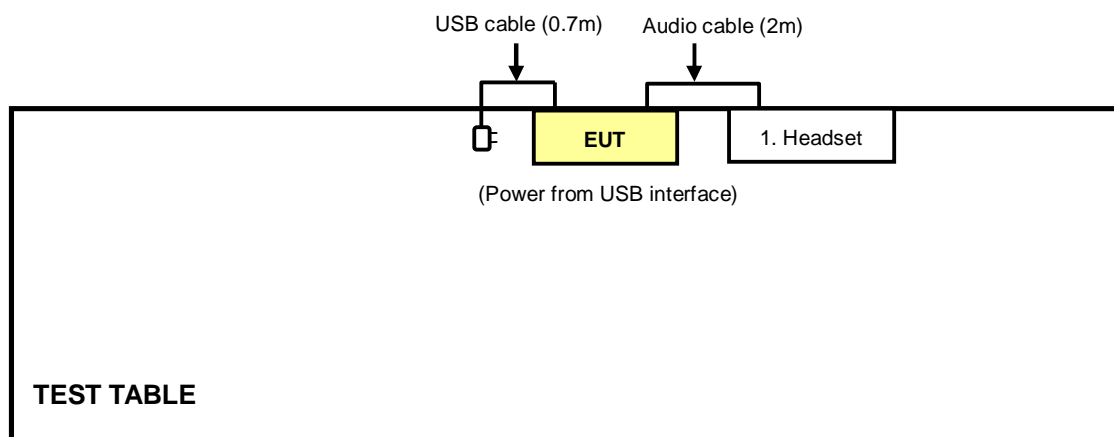 USB cable (0.7m)
Audio cable (2m)
EUT
1. Headset
(Power from USB interface)
TEST TABLE